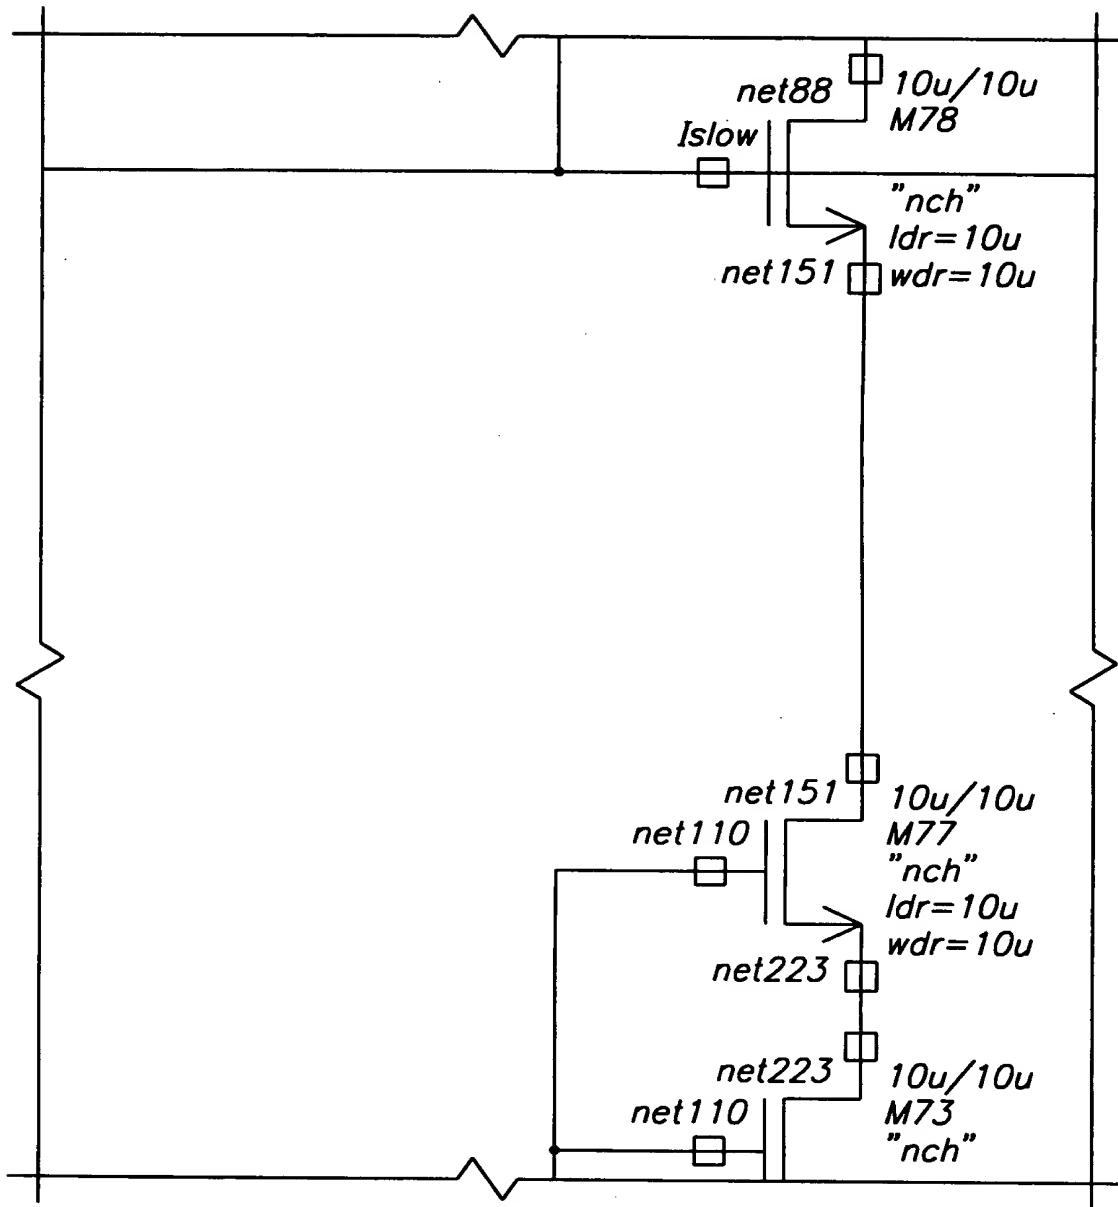 net88
10u/10u
M78
Islow
"nch"
ldr=10u
net151
wdr=10u
net151
10u/10u
net110
M77
"nch"
ldr=10u
wdr=10u
net223
net223
10u/10u
net110
M73
"nch"